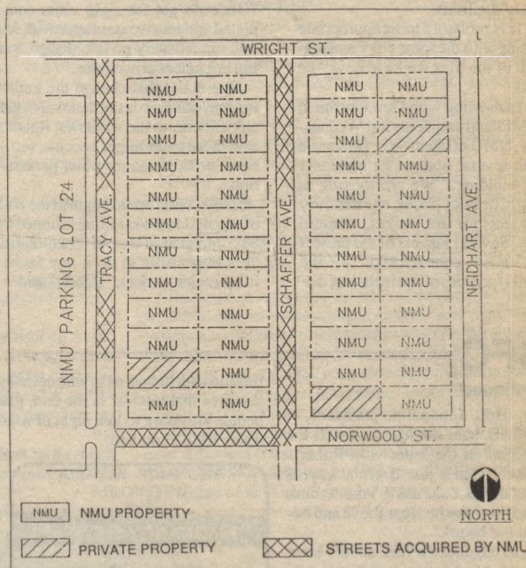 WRIGHT ST.
NMU NMU NMU NMU
NMU NMU NMU NMU
NMU NMU NMU
NMU NMU NMU NMU
NMU NMU NMU NMU
NMU NMU NMU NMU
NMU NMU NMU NMU
NMU NMU NMU NMU
NMU NMU NMU NMU
NMU NMU NMU NMU
NMU NMU NMU
NMU NMU NMU
NMU PARKING LOT 24
TRACY AVE.
SCHAFFER AVE.
NEIDHART AVE.
NORWOOD ST.
NORTH
NMU NMU PROPERTY
PRIVATE PROPERTY
STREETS ACQUIRED BY NMU